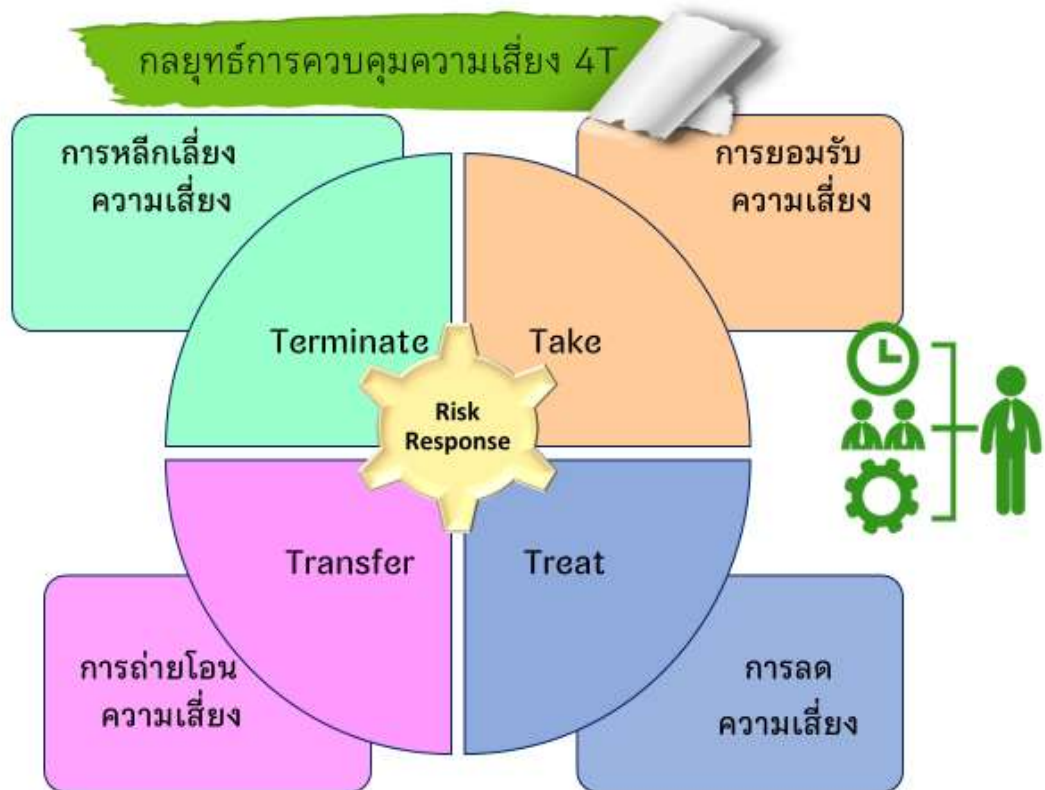 กลยุทธ์การควบคุมความเสี่ยง 4T
การหลีกเลี่ยง
ความเสี่ยง
การยอมรับ
ความเสี่ยง
Terminate
Take
Risk
Response
Transfer
Treat
การถ่ายโอน
ความเสี่ยง
การลด
ความเสี่ยง